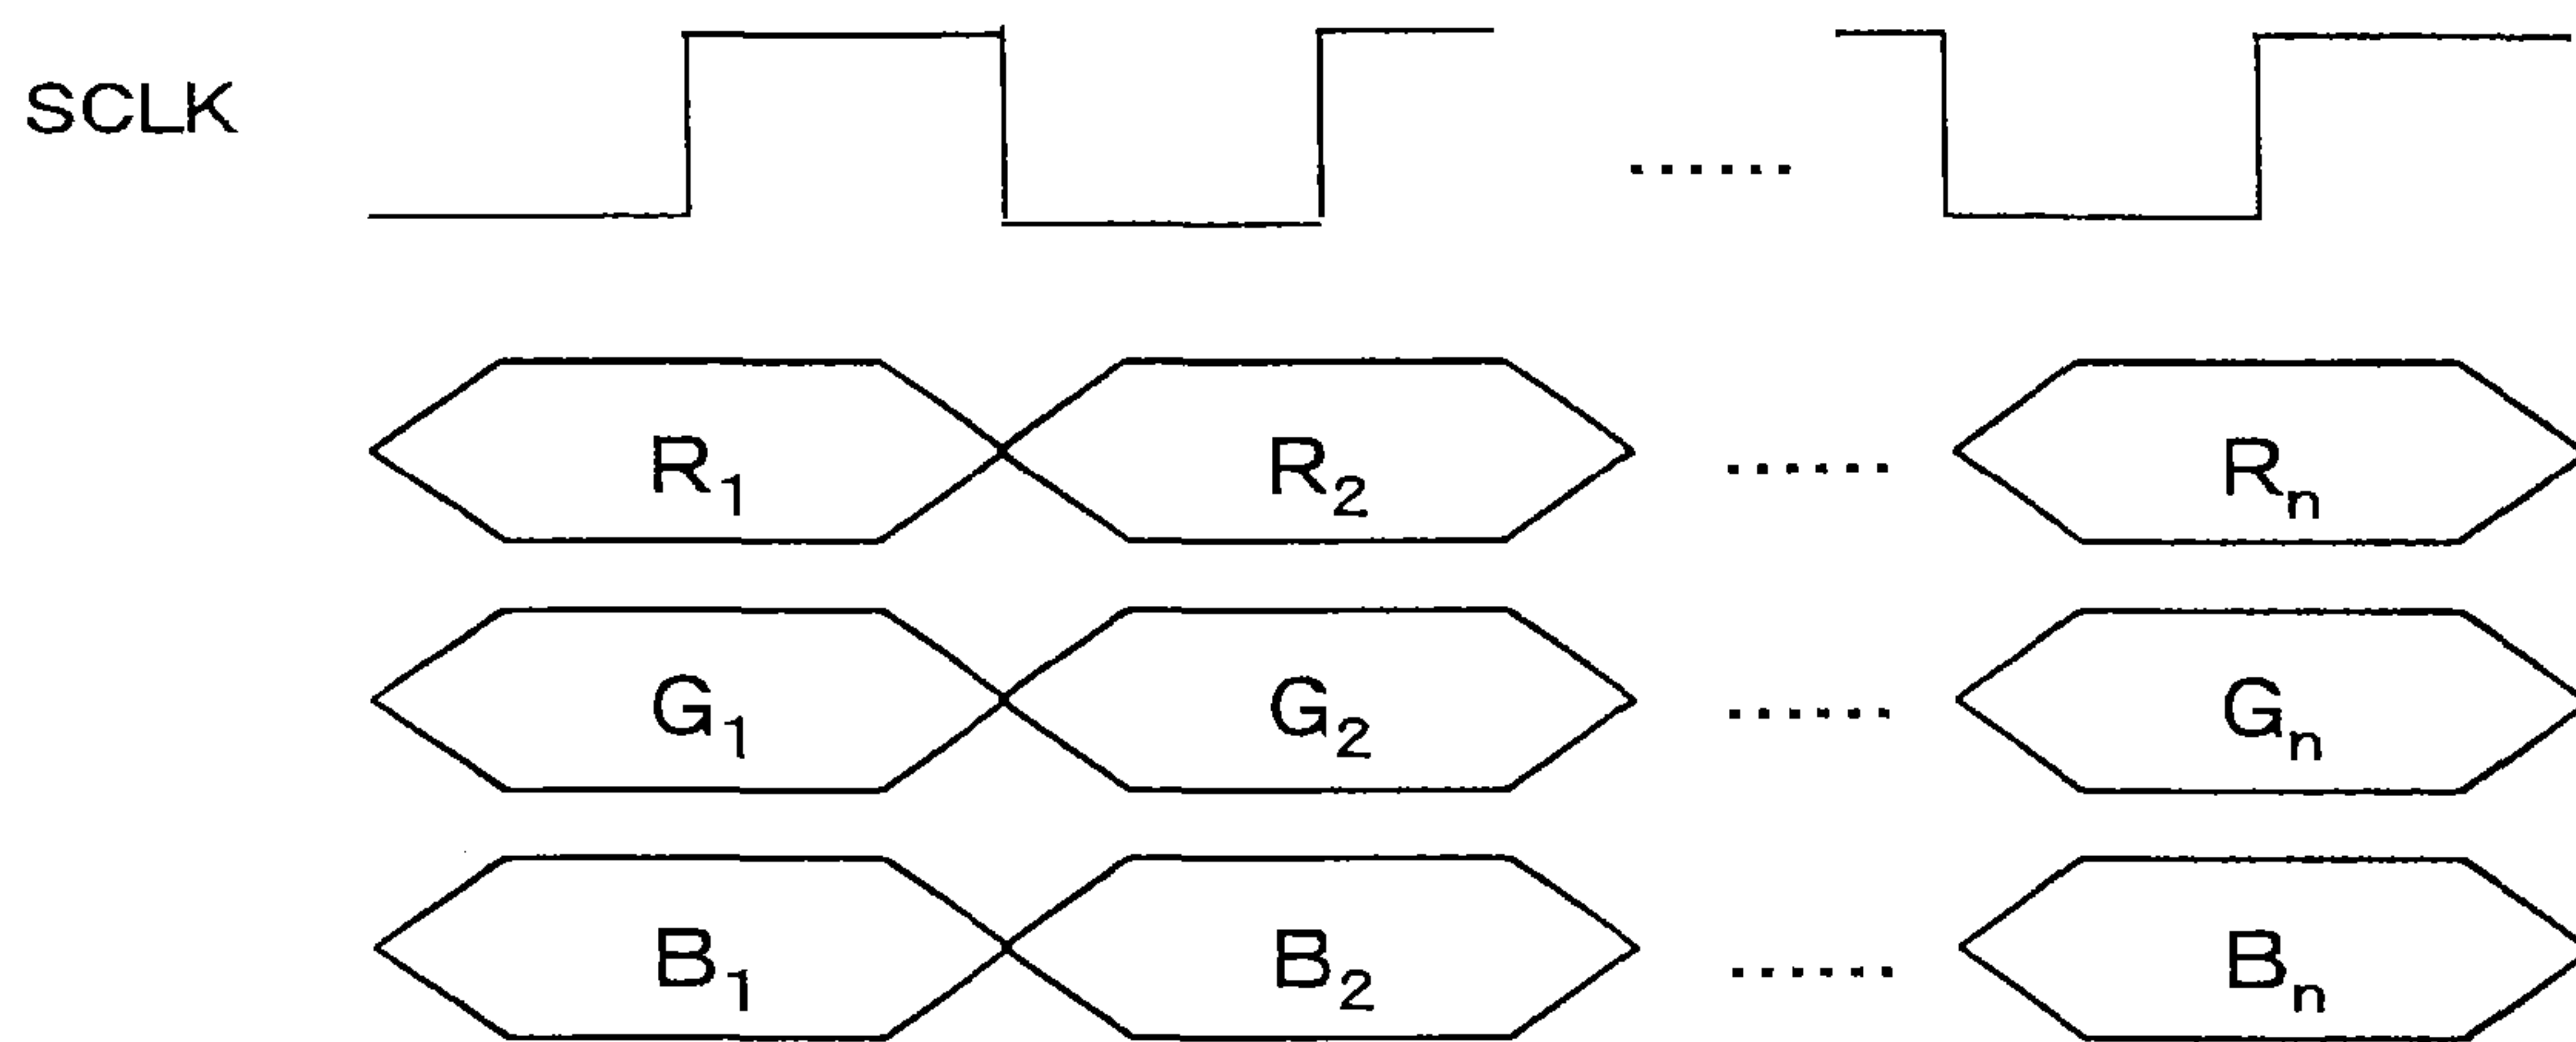 SCLK ......
R1 R2 ...... Rn
G1 G2 ...... Gn
B1 B2 ...... Bn